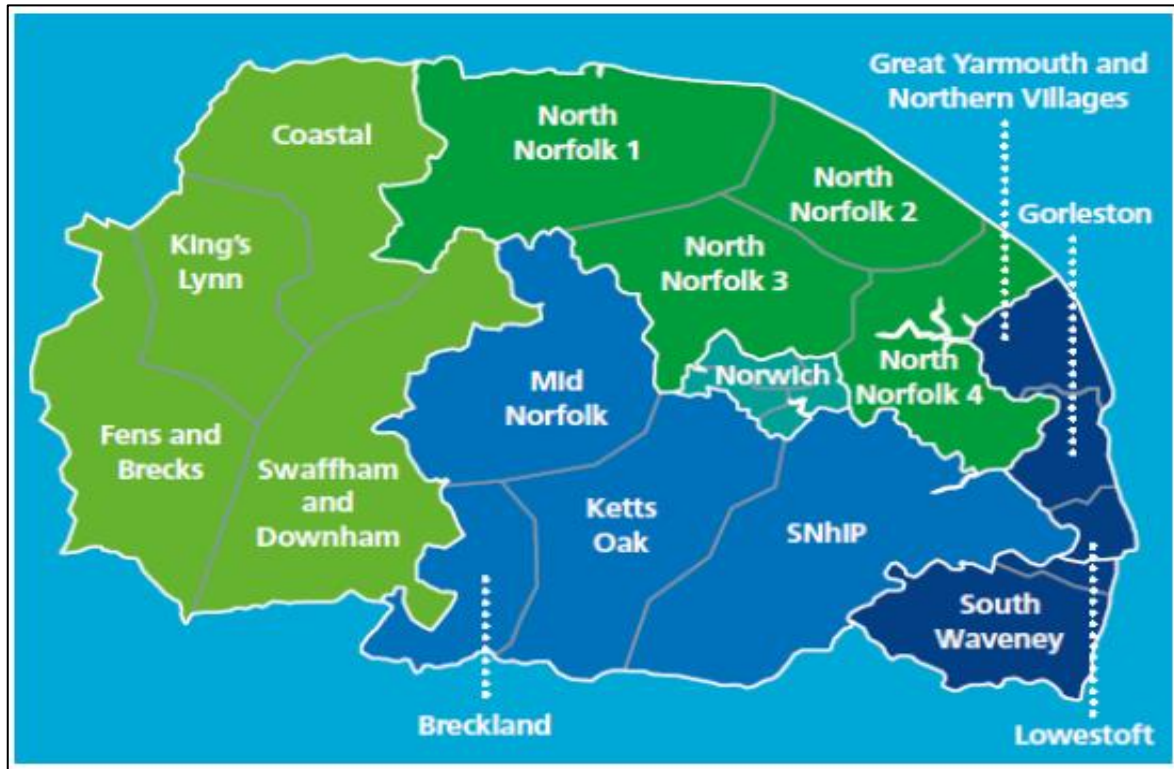 Great Yarmouth and
Northern Villages
Coastal
North
Norfolk 1
North
Norfolk 2
Gorleston
King's
Lynn
North
Norfolk 3
Mid
Norfolk
Norwich
North
Norfolk 4
Fens and
Brecks
Swaffham
and
Downham
Ketts
Oak
SNhIP
South
Waveney
Breckland
Lowestoft